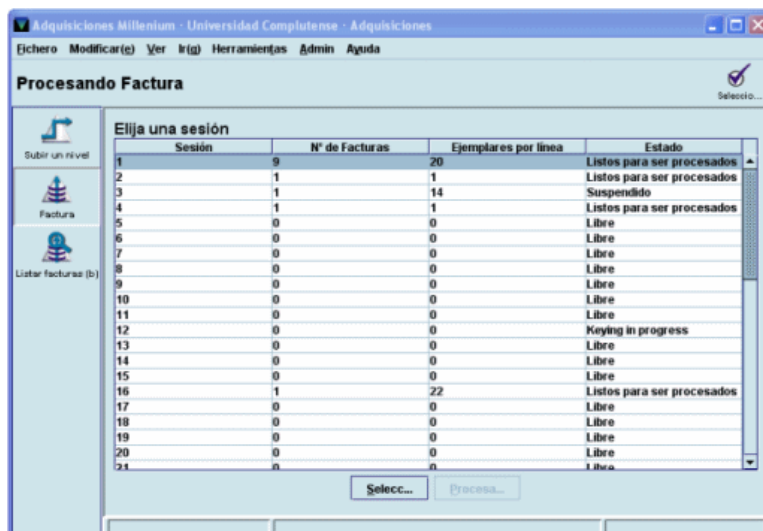 Adquisiciones Millenium · Universidad Complutense · Adquisiciones
Fichero Modificar(e) Ver Ir(g) Herramientas Admin Ayuda
Procesando Factura
Seleccio...
Subir un nivel
Factura
Listar facturas (b)
Elija una sesión
Sesión Nº de Facturas Ejemplares por línea Estado
1 9 20 Listos para ser procesados
2 1 1 Listos para ser procesados
3 1 14 Suspendido
4 1 1 Listos para ser procesados
5 0 0 Libre
6 0 0 Libre
7 0 0 Libre
8 0 0 Libre
9 0 0 Libre
10 0 0 Libre
11 0 0 Libre
12 0 0 Keying in progress
13 0 0 Libre
14 0 0 Libre
15 0 0 Libre
16 1 22 Listos para ser procesados
17 0 0 Libre
18 0 0 Libre
19 0 0 Libre
20 0 0 Libre
21 0 0 Libre
Selecc... Procesa...